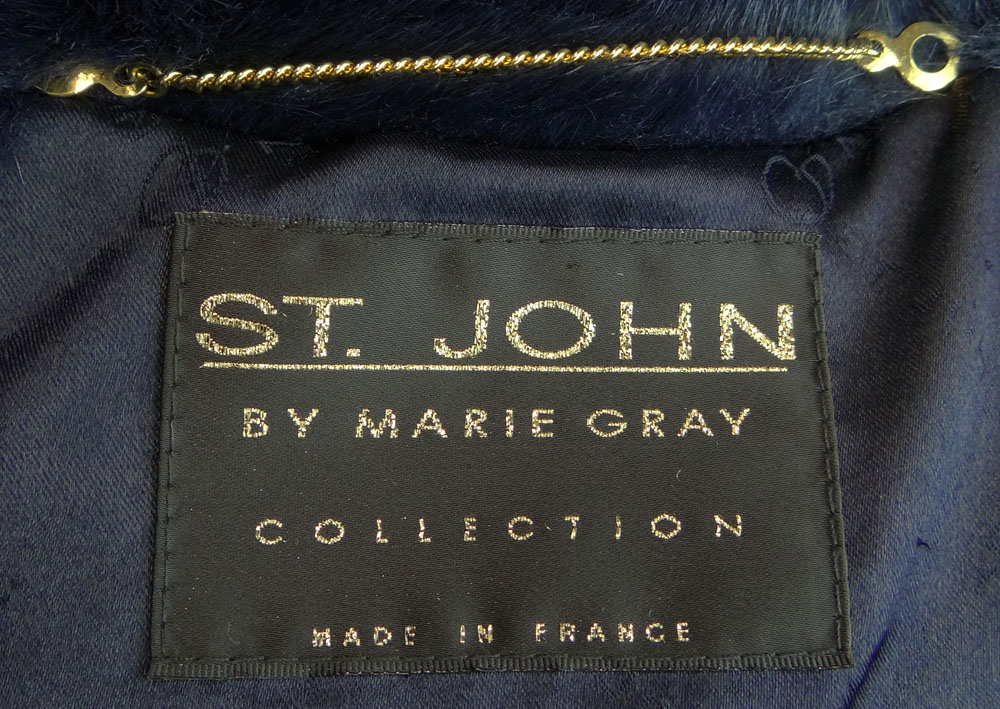 ST. JOHN
BY MARIE GRAY
COLLECTION
MADE IN FRANCE